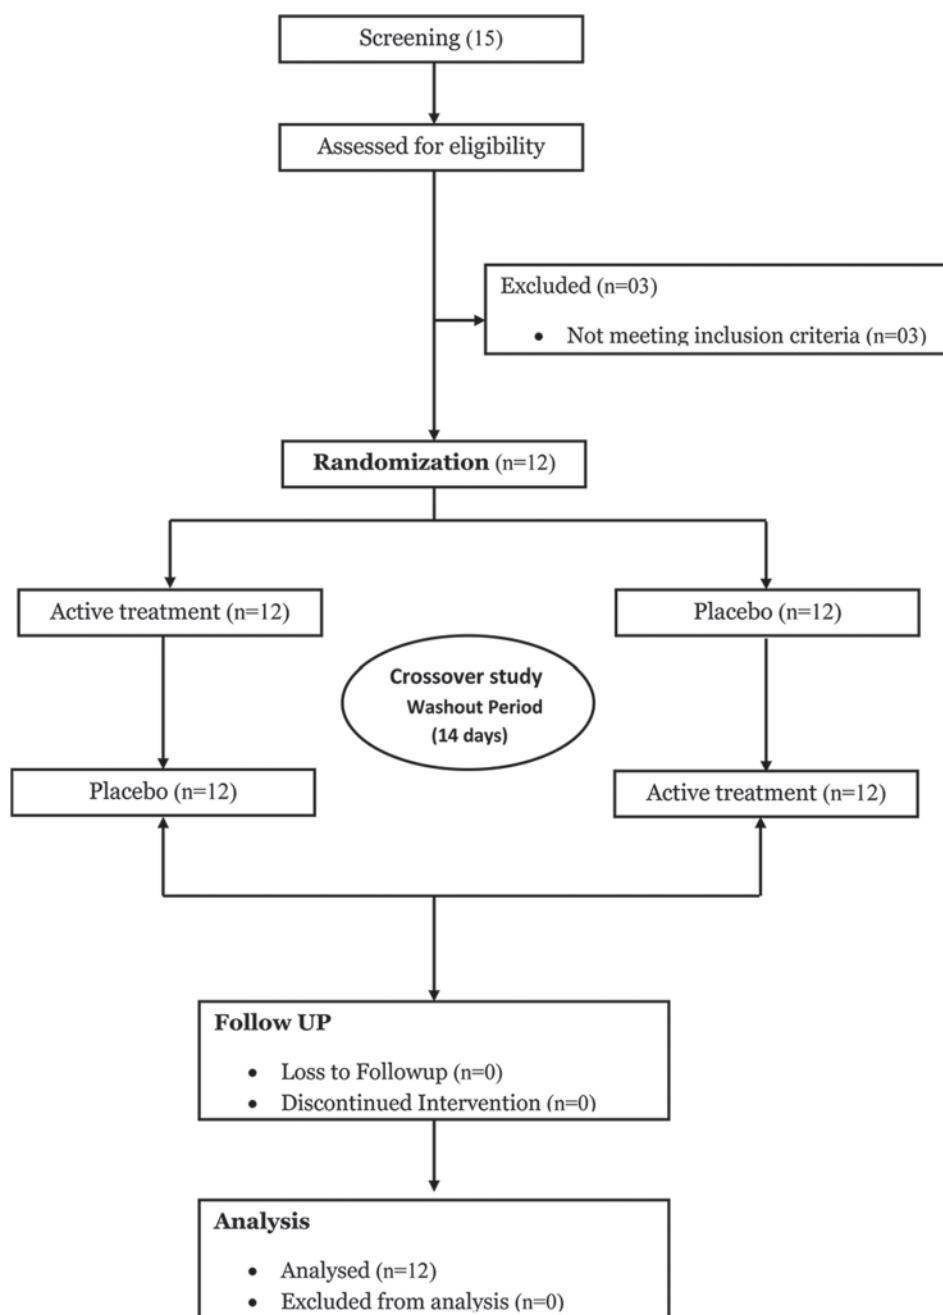 Screening (15)
Assessed for eligibility
Excluded (n=03)
• Not meeting inclusion criteria (n=03)
Randomization (n=12)
Active treatment (n=12)
Placebo (n=12)
Crossover study
Washout Period
(14 days)
Placebo (n=12)
Active treatment (n=12)
Follow UP
• Loss to Followup (n=0)
• Discontinued Intervention (n=0)
Analysis
• Analysed (n=12)
• Excluded from analysis (n=0)